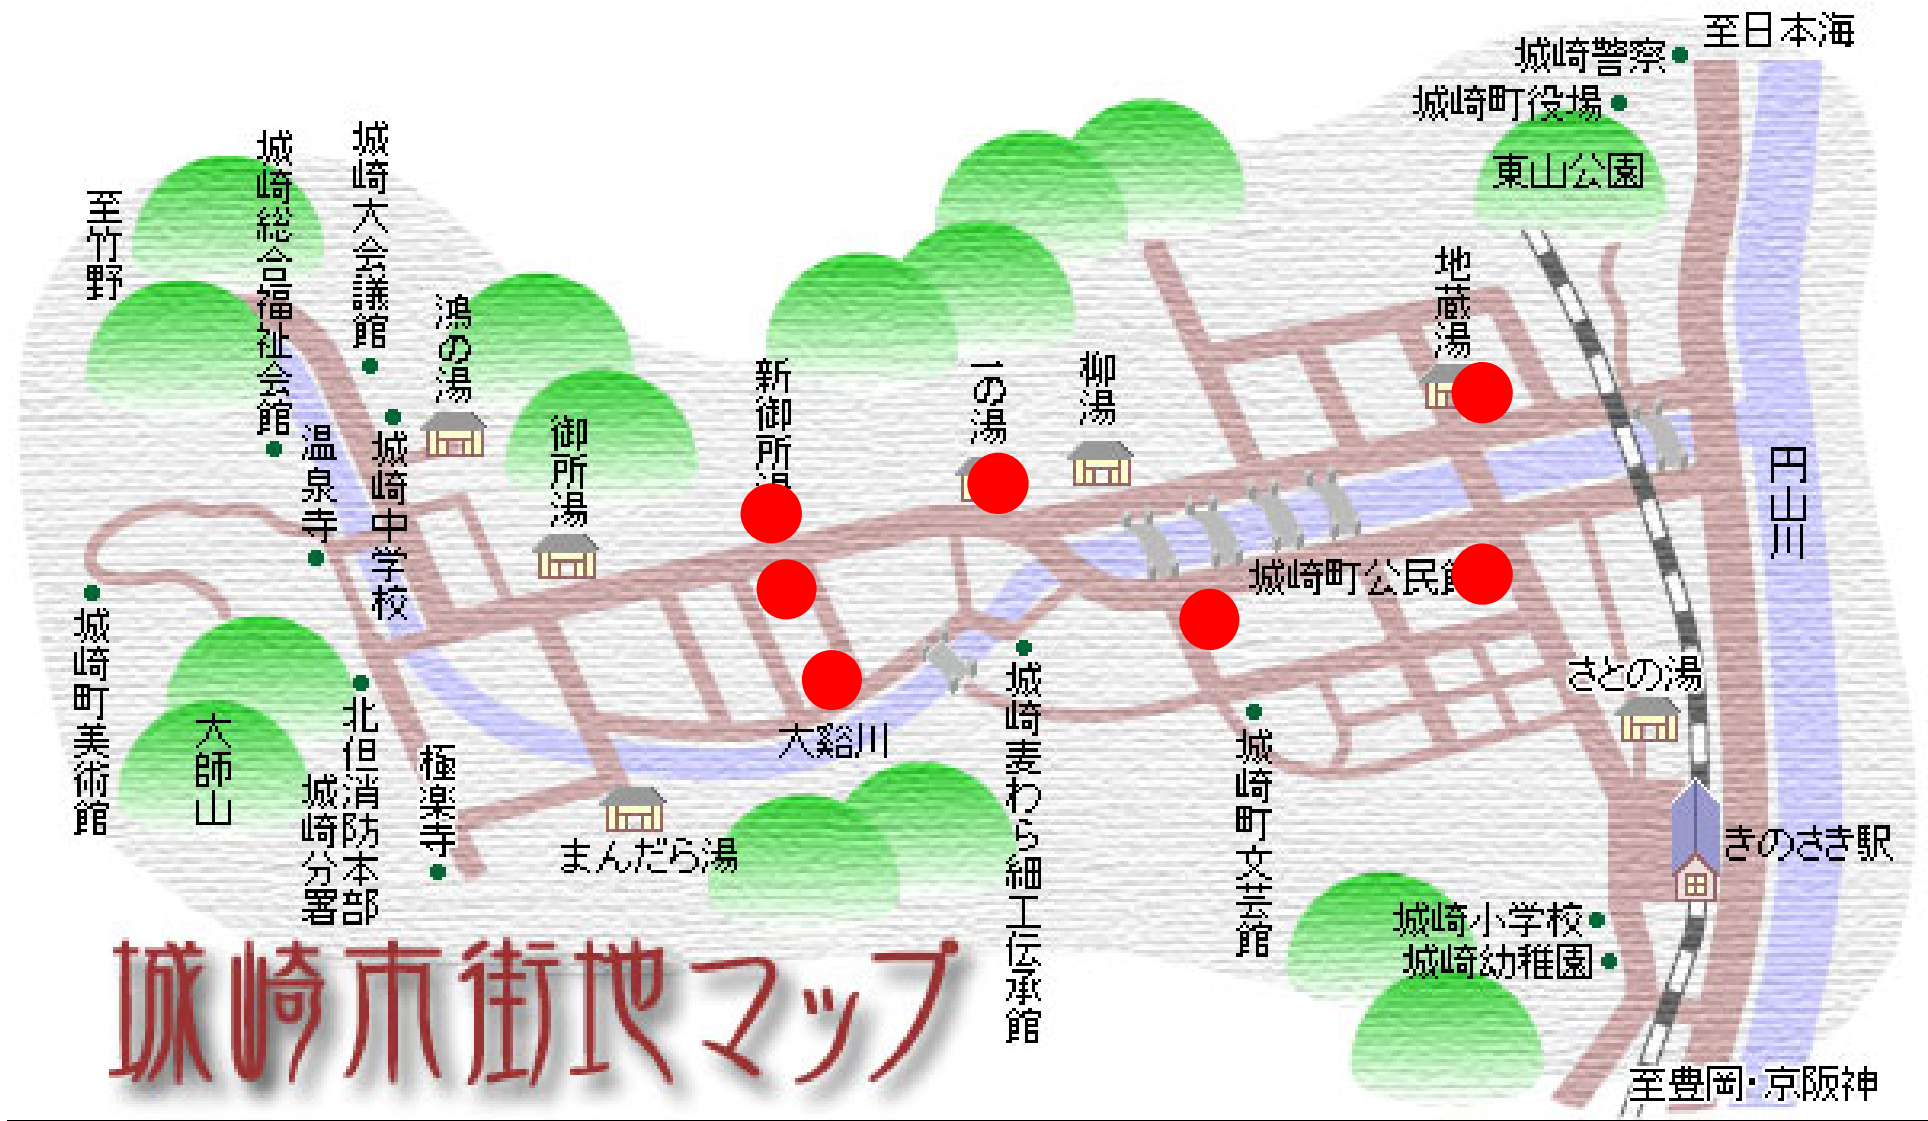 至日本海
城崎警察
城崎町役場
東山公園
城崎大会議館
城崎総合福祉会館
至竹野
地蔵湯
鴻の湯
新御所湯
一の湯
御所湯
温泉寺
城崎中学校
円山川
城崎町公民館
城崎町美術館
さとの湯
城崎麦わら細工伝承館
北但消防本部
城崎分署
大師山
大谿川
城崎町文芸館
極楽寺
まんだら湯
きのさき駅
城崎小学校
城崎幼稚園
城崎市街地マップ
至豊岡・京阪神